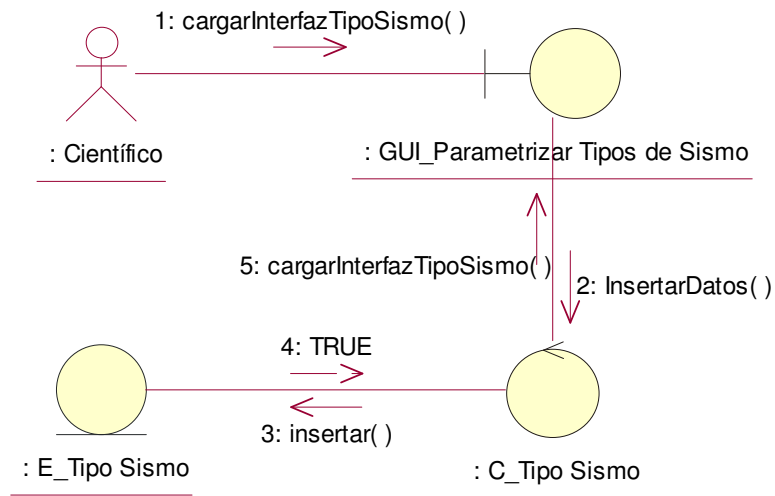 1: cargarInterfazTipoSismo( )
: Científico
: GUI_Parametrizar Tipos de Sismo
5: cargarInterfazTipoSismo( )
2: InsertarDatos( )
4: TRUE
3: insertar( )
: E_Tipo Sismo
: C_Tipo Sismo